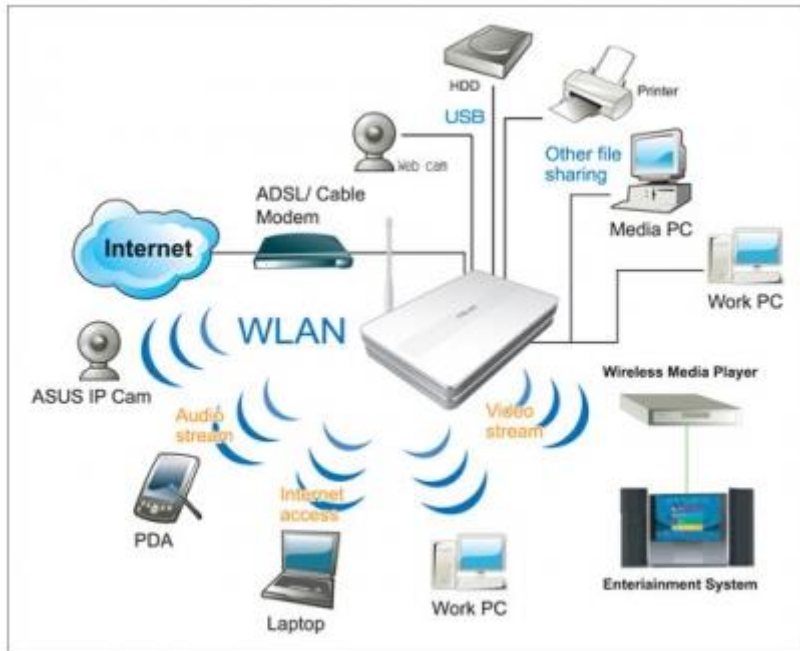 HDD
Printer
USB
Web cam
Other file
sharing
ADSL/ Cable
Modem
Media PC
Internet
Work PC
WLAN
Wireless Media Player
ASUS IP Cam
Audio
stream
Video
stream
Internet
access
PDA
Laptop
Work PC
Enteriainment System